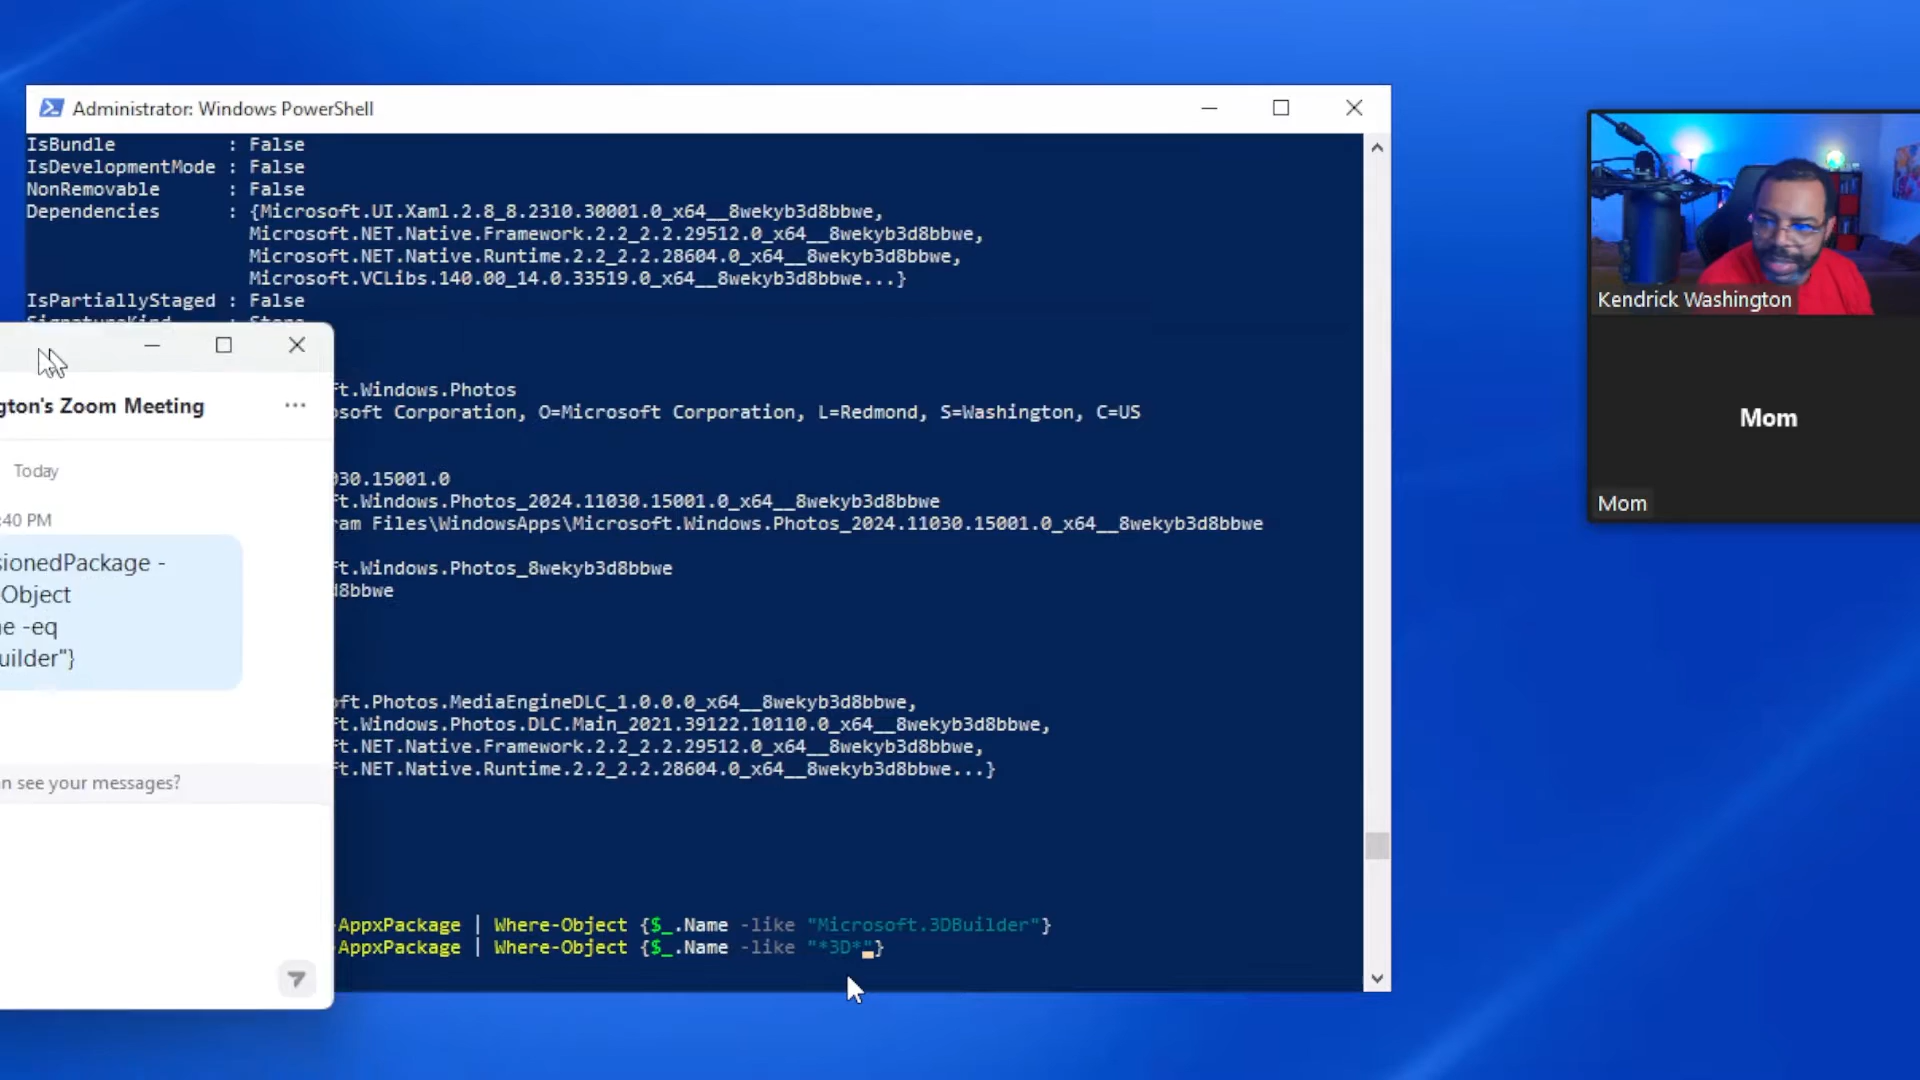 Administrator: Windows PowerShell
IsBundle : False
IsDevelopmentMode : False
NonRemovable : False
Dependencies : {Microsoft.UI.Xaml.2.8_8.2310.30001.0_x64__8wekyb3d8bbwe,
Microsoft.NET.Native.Framework.2.2_2.2.29512.0_x64__8wekyb3d8bbwe,
Microsoft.NET.Native.Runtime.2.2_2.2.28604.0_x64__8wekyb3d8bbwe,
Microsoft.VCLibs.140.00_14.0.33519.0_x64__8wekyb3d8bbwe...}
IsPartiallyStaged : False
SignatureKind : Store
ft.Windows.Photos
osoft Corporation, O=Microsoft Corporation, L=Redmond, S=Washington, C=US
030.15001.0
ft.Windows.Photos_2024.11030.15001.0_x64__8wekyb3d8bbwe
ram Files\WindowsApps\Microsoft.Windows.Photos_2024.11030.15001.0_x64__8wekyb3d8bbwe
ft.Windows.Photos_8wekyb3d8bbwe
d8bbwe
oft.Photos.MediaEngineDLC_1.0.0.0_x64__8wekyb3d8bbwe,
ft.Windows.Photos.DLC.Main_2021.39122.10110.0_x64__8wekyb3d8bbwe,
ft.NET.Native.Framework.2.2_2.2.29512.0_x64__8wekyb3d8bbwe,
ft.NET.Native.Runtime.2.2_2.2.28604.0_x64__8wekyb3d8bbwe...}
-AppxPackage | Where-Object {$_.Name -like "Microsoft.3DBuilder"}
-AppxPackage | Where-Object {$_.Name -like "*3D*"}
gton's Zoom Meeting
Today
:40 PM
sionedPackage -
Object
ne -eq
uilder"}
n see your messages?
Kendrick Washington
Mom
Mom